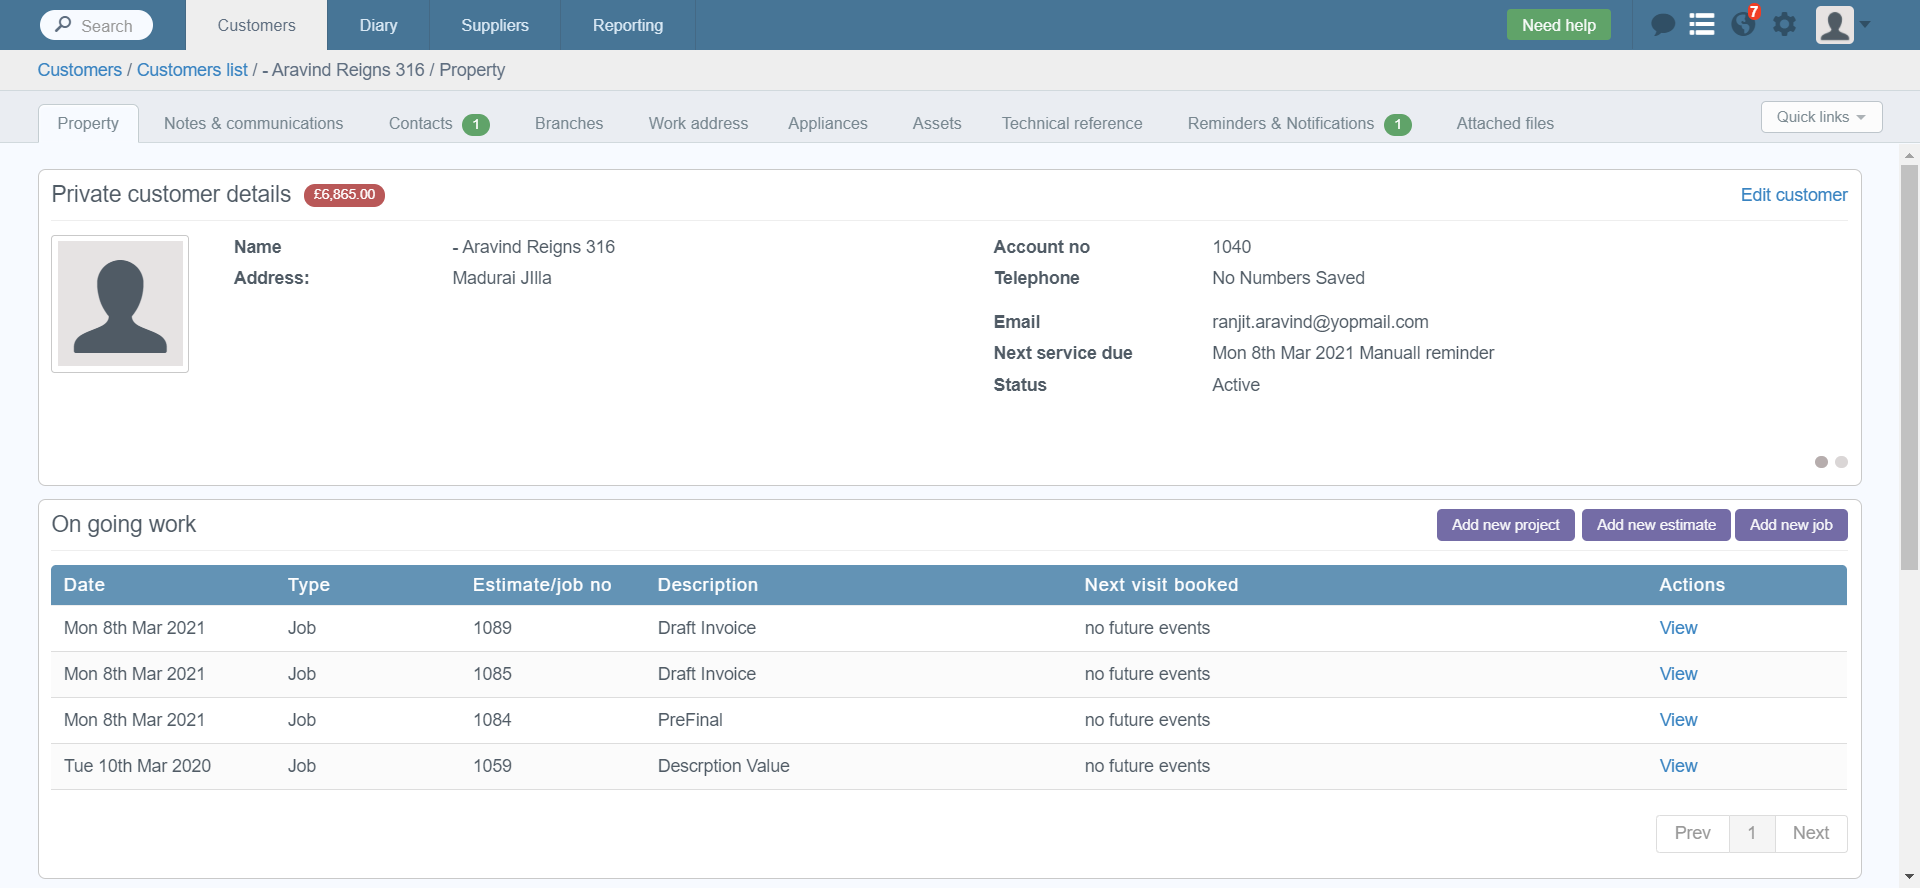 Search Customers Diary Suppliers Reporting Need help 7
Customers / Customers list / - Aravind Reigns 316 / Property
Property Notes & communications Contacts 1 Branches Work address Appliances Assets Technical reference Reminders & Notifications 1 Attached files Quick links
Private customer details £6,865.00 Edit customer
Name - Aravind Reigns 316 Account no 1040
Address: Madurai JIlla Telephone No Numbers Saved
Email ranjit.aravind@yopmail.com
Next service due Mon 8th Mar 2021 Manuall reminder
Status Active
On going work Add new project Add new estimate Add new job
Date Type Estimate/job no Description Next visit booked Actions
Mon 8th Mar 2021 Job 1089 Draft Invoice no future events View
Mon 8th Mar 2021 Job 1085 Draft Invoice no future events View
Mon 8th Mar 2021 Job 1084 PreFinal no future events View
Tue 10th Mar 2020 Job 1059 Descrption Value no future events View
Prev 1 Next